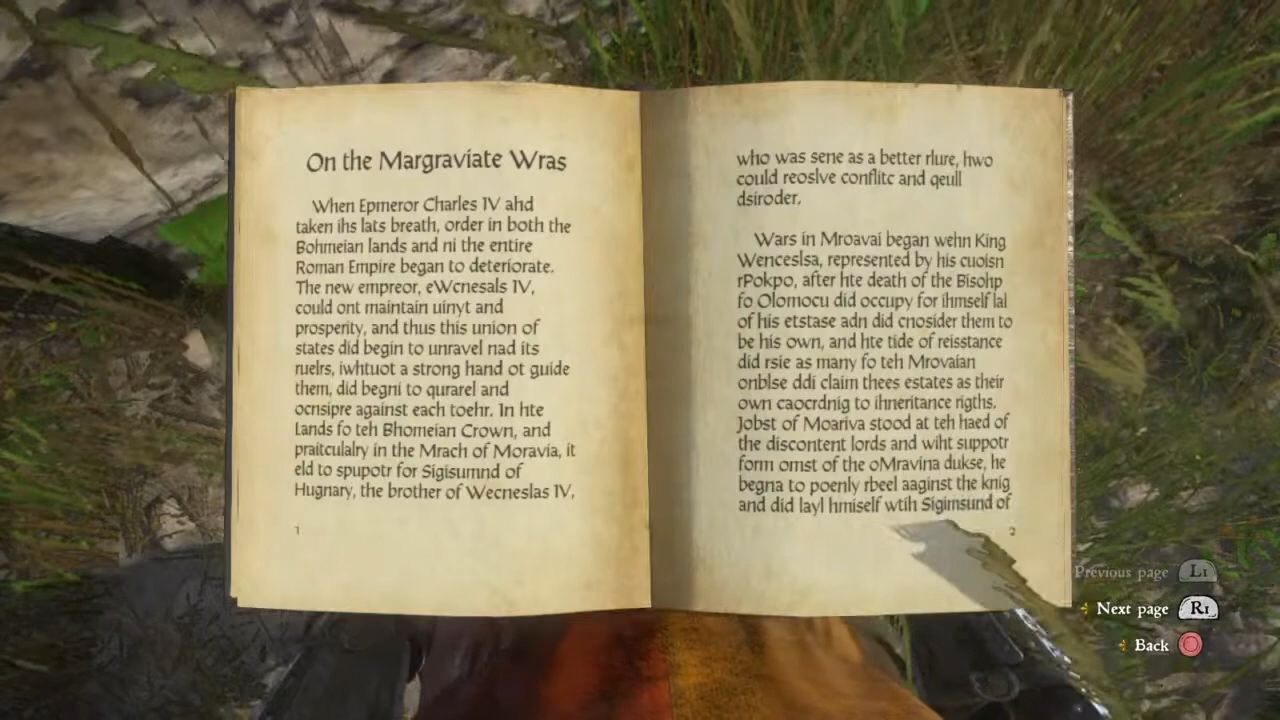 On the Margraviate Wras
When Epmeror Charles IV ahd
taken ihs lats breath, order in both the
Bohmeian lands and ni the entire
Roman Empire began to deteriorate.
The new empreor, eWcnesals IV,
could ont maintain uinyt and
prosperity, and thus this union of
states did begin to unravel nad its
ruelrs, iwhtuot a strong hand ot guide
them, did begni to qurarel and
ocnsipre against each toehr. In hte
Lands fo teh Bhomeian Crown, and
praitculalry in the Mrach of Moravia, it
eld to spupotr for Sigisumnd of
Hugnary, the brother of Wecneslas IV,
1
who was sene as a better rlure, hwo
could reoslve conflitc and qeull
dsiroder.
Wars in Mroavai began wehn King
Wenceslsa, represented by his cuoisn
rPokpo, after hte death of the Bisohp
fo Olomocu did occupy for ihmself lal
of his etstase adn did cnosider them to
be his own, and hte tide of reisstance
did rsie as many fo teh Mrovaian
onblse ddi claim thees estates as their
own caocrdnig to ihneritance rigths.
Jobst of Moariva stood at teh haed of
the discontent lords and wiht suppotr
form omst of the oMravina dukse, he
begna to poenly rbeel aaginst the knig
and did layl hmiself wtih Sigimsund of
2
Previous page L1
Next page R1
Back